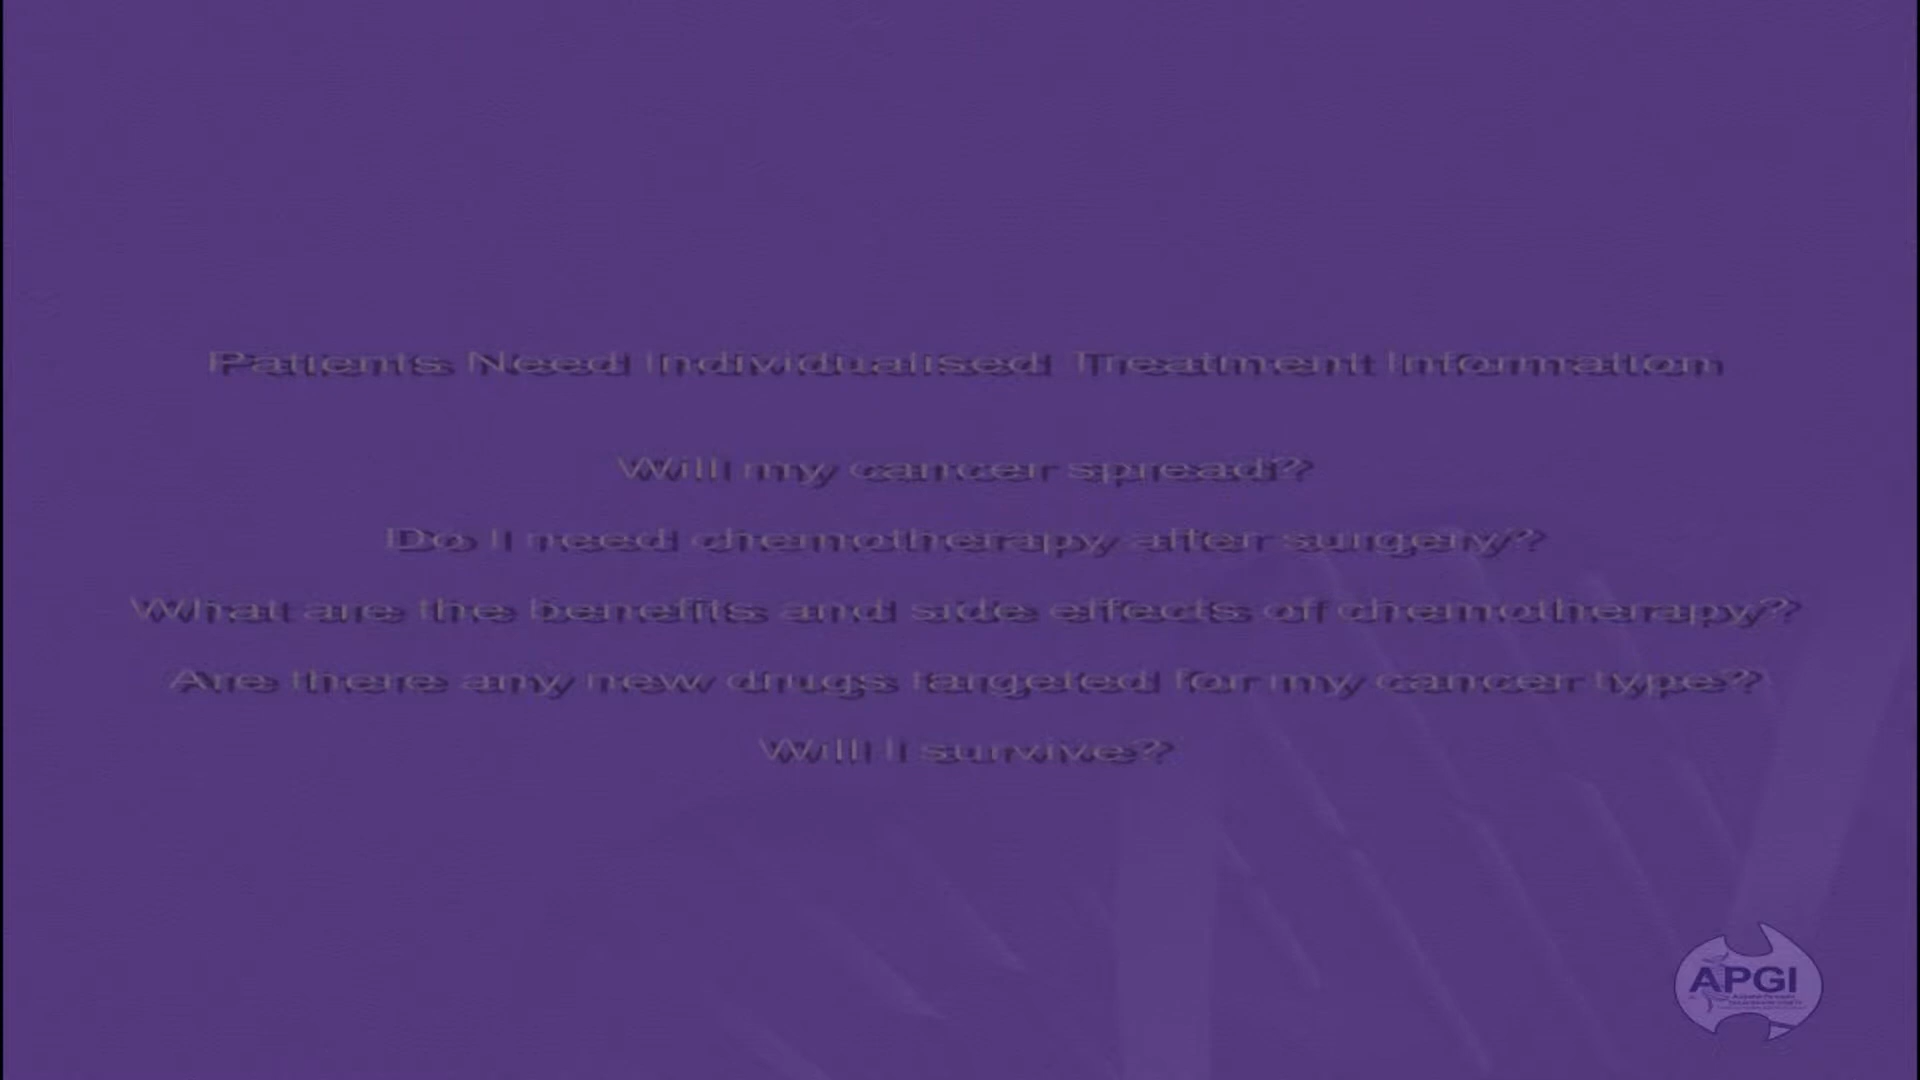 Patients Need Individualised Treatment Information
Will my cancer spread?
Do I need chemotherapy after surgery?
What are the benefits and side effects of chemotherapy?
Are there any new drugs targeted for my cancer type?
Will I survive?
APGI